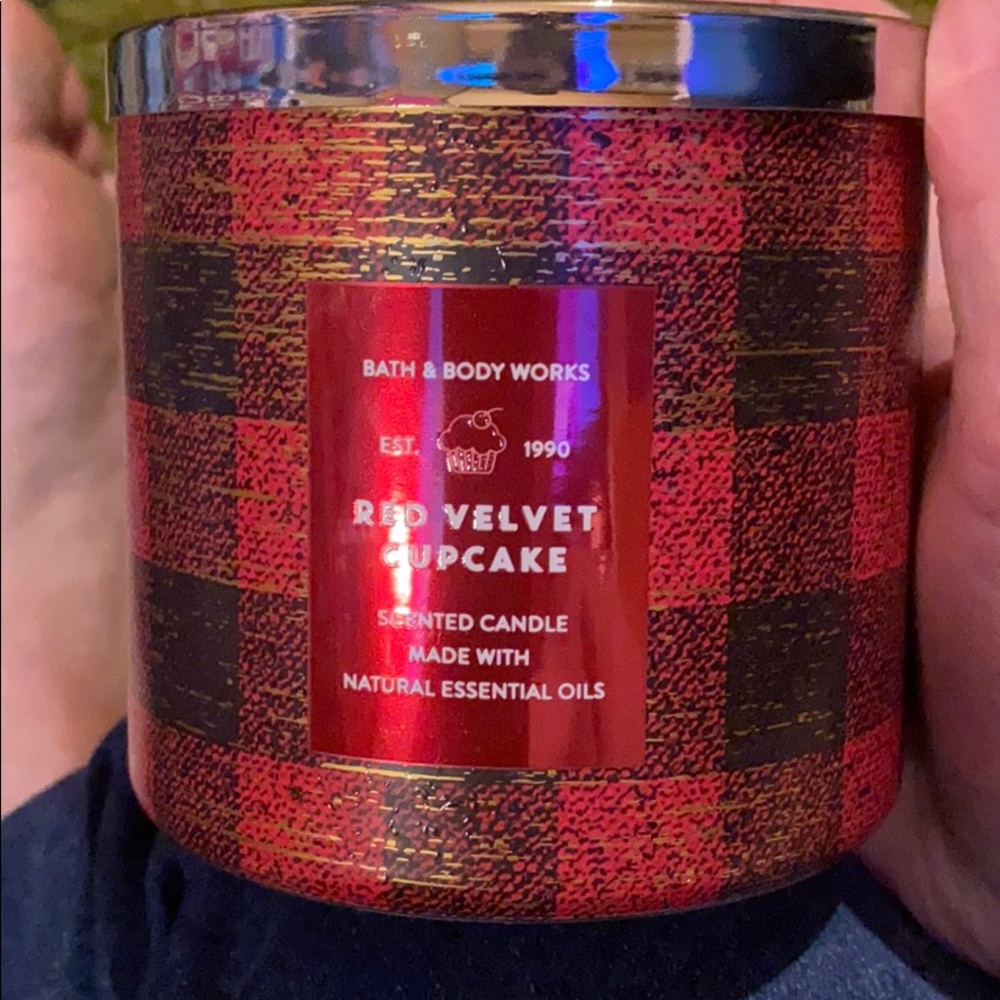 BATH & BODY WORKS
EST. 1990
RED VELVET
CUPCAKE
SCENTED CANDLE
MADE WITH
NATURAL ESSENTIAL OILS